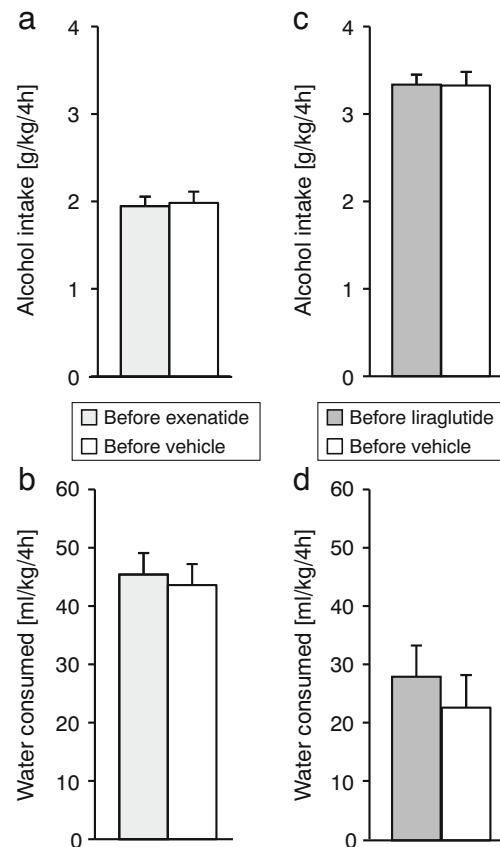 a
Alcohol intake [g/kg/4h]
4
3
2
1
0
c
Alcohol intake [g/kg/4h]
4
3
2
1
0
Before exenatide
Before vehicle
Before liraglutide
Before vehicle
b
Water consumed [ml/kg/4h]
60
50
40
30
20
10
0
d
Water consumed [ml/kg/4h]
60
50
40
30
20
10
0